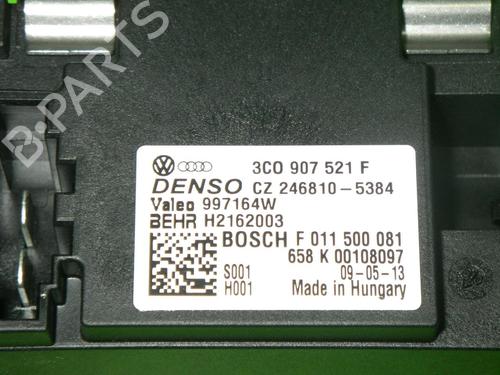 B-PARTS
3C0 907 521 F
DENSO CZ 246810-5384
Valeo 997164W
BEHR H2162003
BOSCH F 011 500 081
658 K 00108097
S001 09-05-13
H001 Made in Hungary